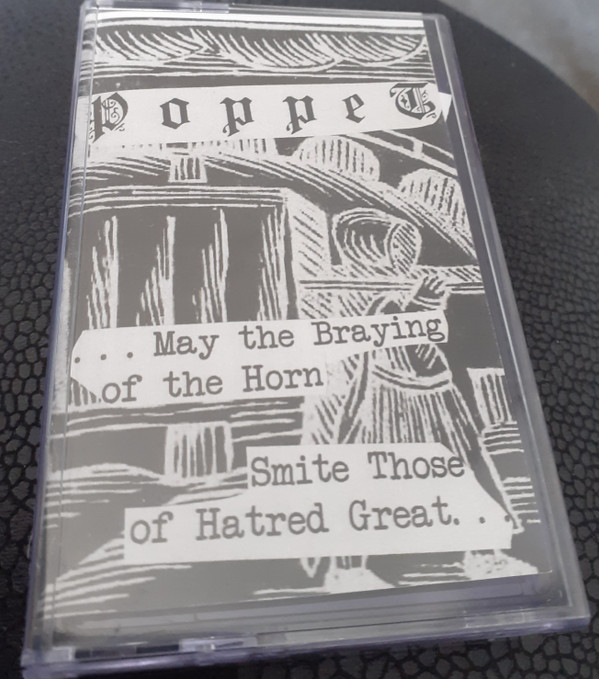 PoppeT
... May the Braying
of the Horn
Smite Those
of Hatred Great...